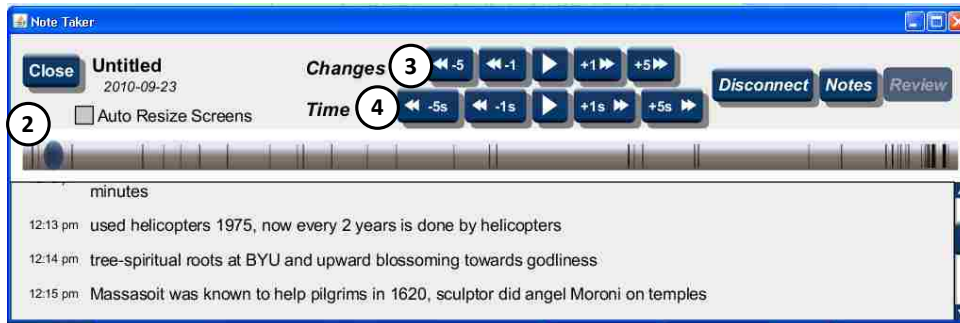 Note Taker
Close Untitled
2010-09-23
Changes 3 -5 -1 +1 +5
Disconnect Notes Review
2 Auto Resize Screens
Time 4 -5s -1s +1s +5s
minutes
12:13 pm used helicopters 1975, now every 2 years is done by helicopters
12:14 pm tree-spiritual roots at BYU and upward blossoming towards godliness
12:15 pm Massasoit was known to help pilgrims in 1620, sculptor did angel Moroni on temples